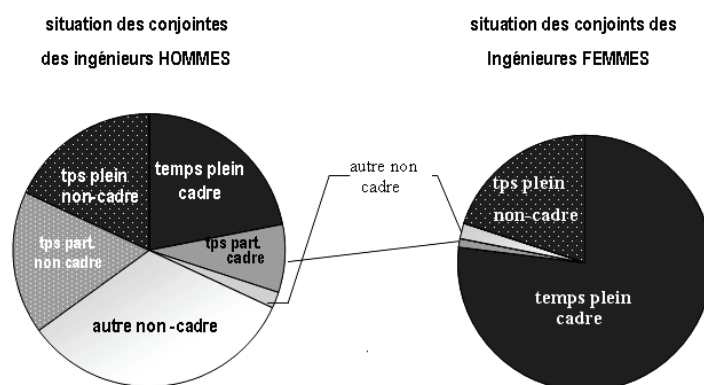 situation des conjointes
des ingénieurs HOMMES
situation des conjoints des
Ingénieures FEMMES
tps plein
non-cadre
temps plein
cadre
tps part.
non cadre
tps part.
cadre
autre non -cadre
autre non
cadre
tps plein
non-cadre
temps plein
cadre